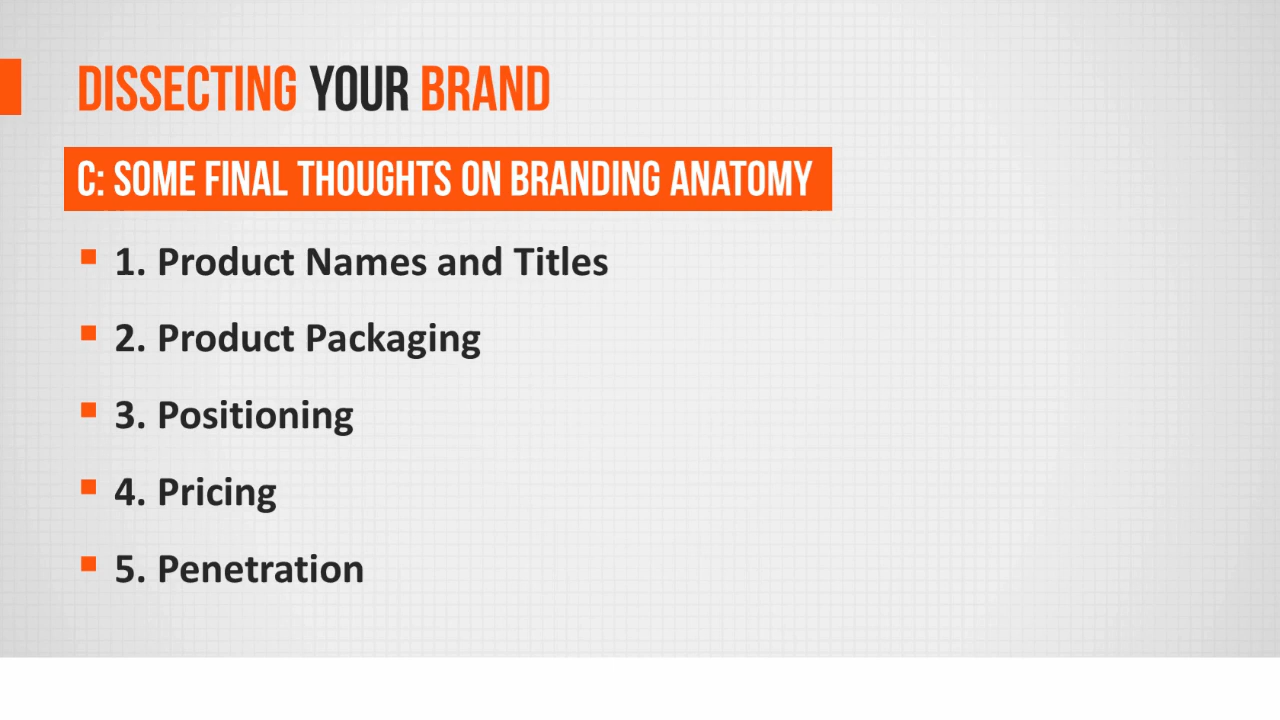 DISSECTING YOUR BRAND
C: SOME FINAL THOUGHTS ON BRANDING ANATOMY
1. Product Names and Titles
2. Product Packaging
3. Positioning
4. Pricing
5. Penetration